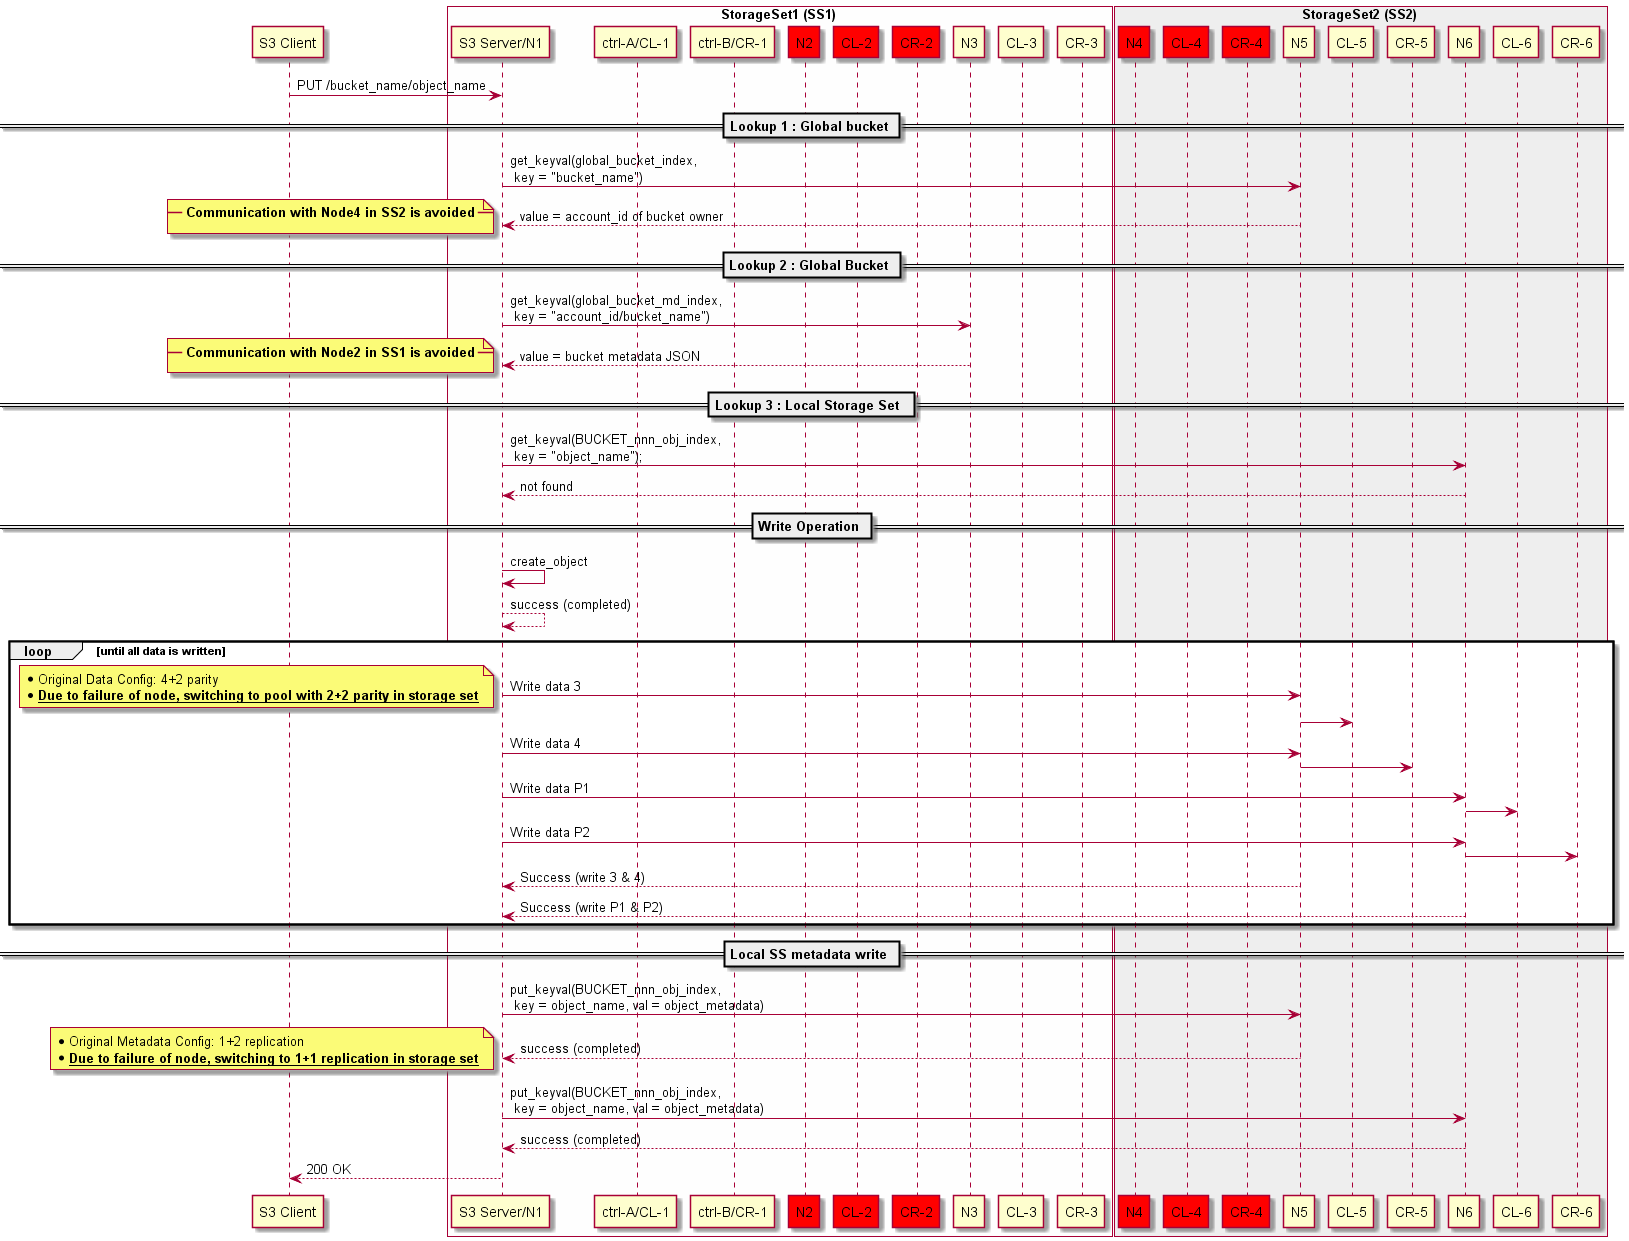 StorageSet1 (SS1)
StorageSet2 (SS2)
S3 Client
S3 Server/N1
ctrl-A/CL-1
ctrl-B/CR-1
N2
CL-2
CR-2
N3
CL-3
CR-3
N4
CL-4
CR-4
N5
CL-5
CR-5
N6
CL-6
CR-6
PUT /bucket_name/object_name
Lookup 1 : Global bucket
get_keyval(global_bucket_index,
key = "bucket_name")
Communication with Node4 in SS2 is avoided
value = account_id of bucket owner
Lookup 2 : Global Bucket
get_keyval(global_bucket_md_index,
key = "account_id/bucket_name")
Communication with Node2 in SS1 is avoided
value = bucket metadata JSON
Lookup 3 : Local Storage Set
get_keyval(BUCKET_nnn_obj_index,
key = "object_name");
not found
Write Operation
create_object
success (completed)
loop
[until all data is written]
• Original Data Config: 4+2 parity
• Due to failure of node, switching to pool with 2+2 parity in storage set
Write data 3
Write data 4
Write data P1
Write data P2
Success (write 3 & 4)
Success (write P1 & P2)
Local SS metadata write
put_keyval(BUCKET_nnn_obj_index,
key = object_name, val = object_metadata)
• Original Metadata Config: 1+2 replication
• Due to failure of node, switching to 1+1 replication in storage set
success (completed)
put_keyval(BUCKET_nnn_obj_index,
key = object_name, val = object_metadata)
success (completed)
200 OK
S3 Client
S3 Server/N1
ctrl-A/CL-1
ctrl-B/CR-1
N2
CL-2
CR-2
N3
CL-3
CR-3
N4
CL-4
CR-4
N5
CL-5
CR-5
N6
CL-6
CR-6